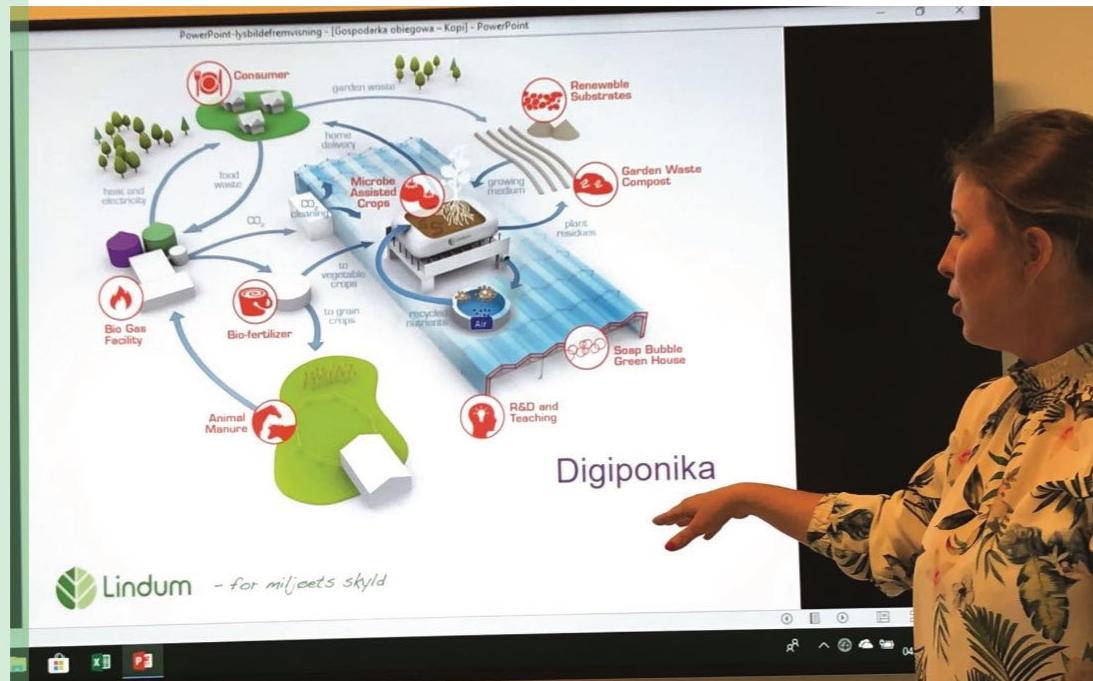 PowerPoint-lysbildefremvisning - [Gospodarka obiegowa – Kopi] - PowerPoint
Consumer
garden waste
Renewable
Substrates
home
delivery
heat and
electricity
food
waste
Microbe
Assisted
Crops
growing
medium
Garden Waste
Compost
CO2
CO2
cleaning
plant
residues
to
vegetable
crops
Bio Gas
Facility
Bio-fertilizer
to grain
crops
recycled
nutrients
Air
Soap Bubble
Green House
Animal
Manure
R&D and
Teaching
Digiponika
Lindum - for miljøets skyld
04